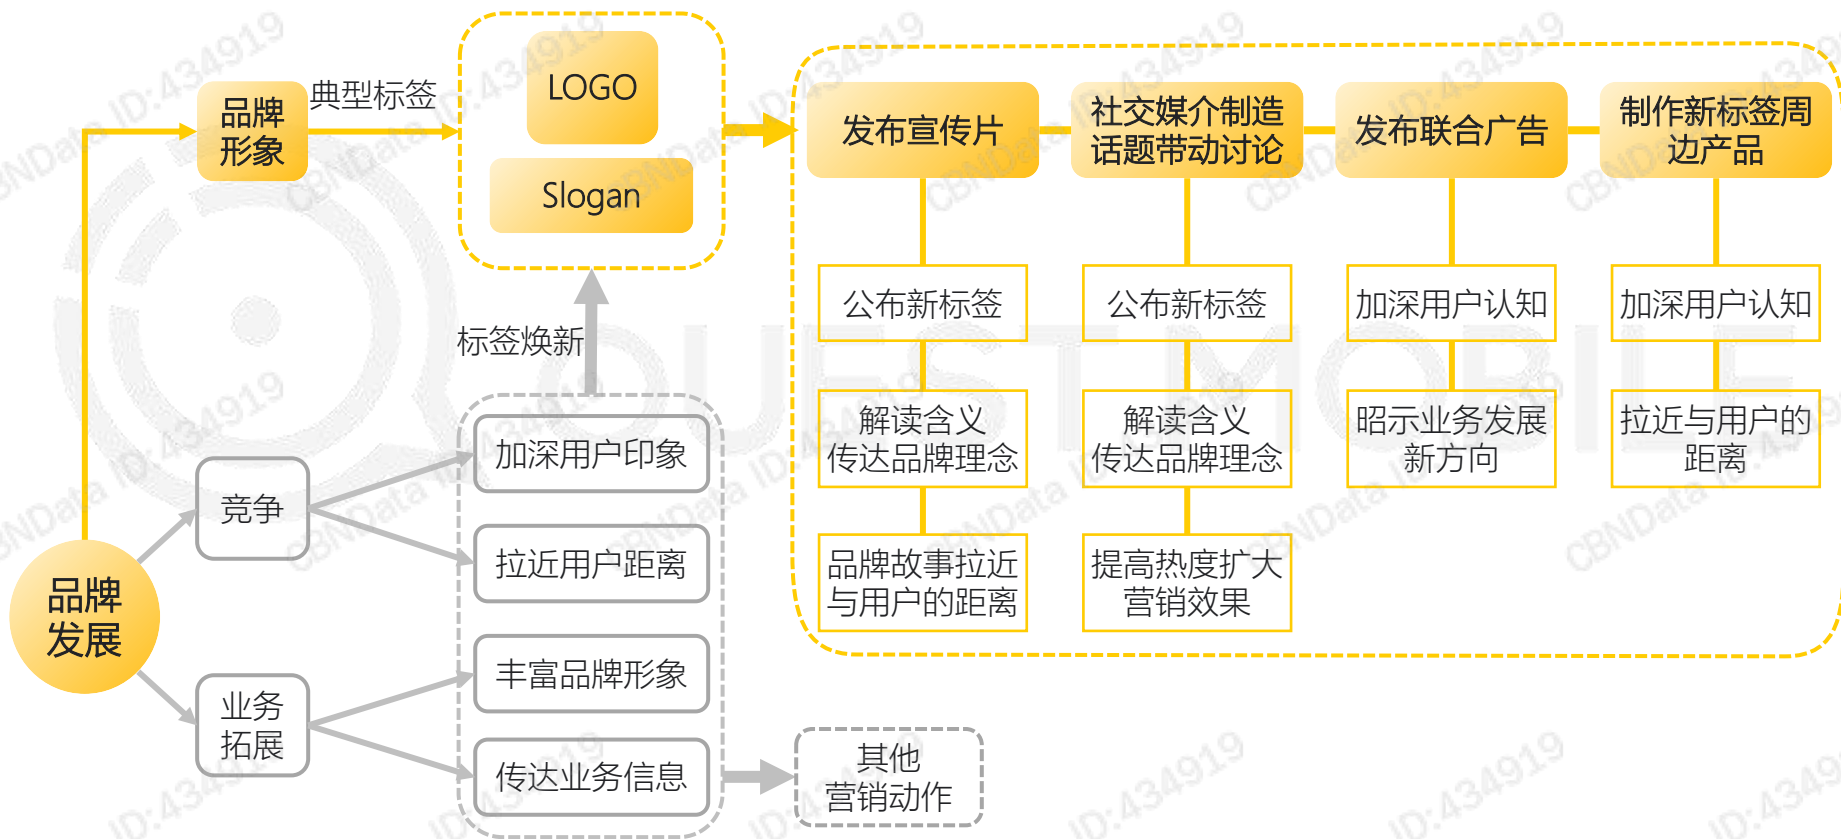 品牌
发展
品牌
形象
典型标签
LOGO
Slogan
标签焕新
竞争
业务
拓展
加深用户印象
拉近用户距离
丰富品牌形象
传达业务信息
其他
营销动作
发布宣传片
公布新标签
解读含义
传达品牌理念
品牌故事拉近
与用户的距离
社交媒介制造
话题带动讨论
公布新标签
解读含义
传达品牌理念
提高热度扩大
营销效果
发布联合广告
加深用户认知
昭示业务发展
新方向
制作新标签周
边产品
加深用户认知
拉近与用户的
距离
QUEST MOBILE
CBNData ID:434919